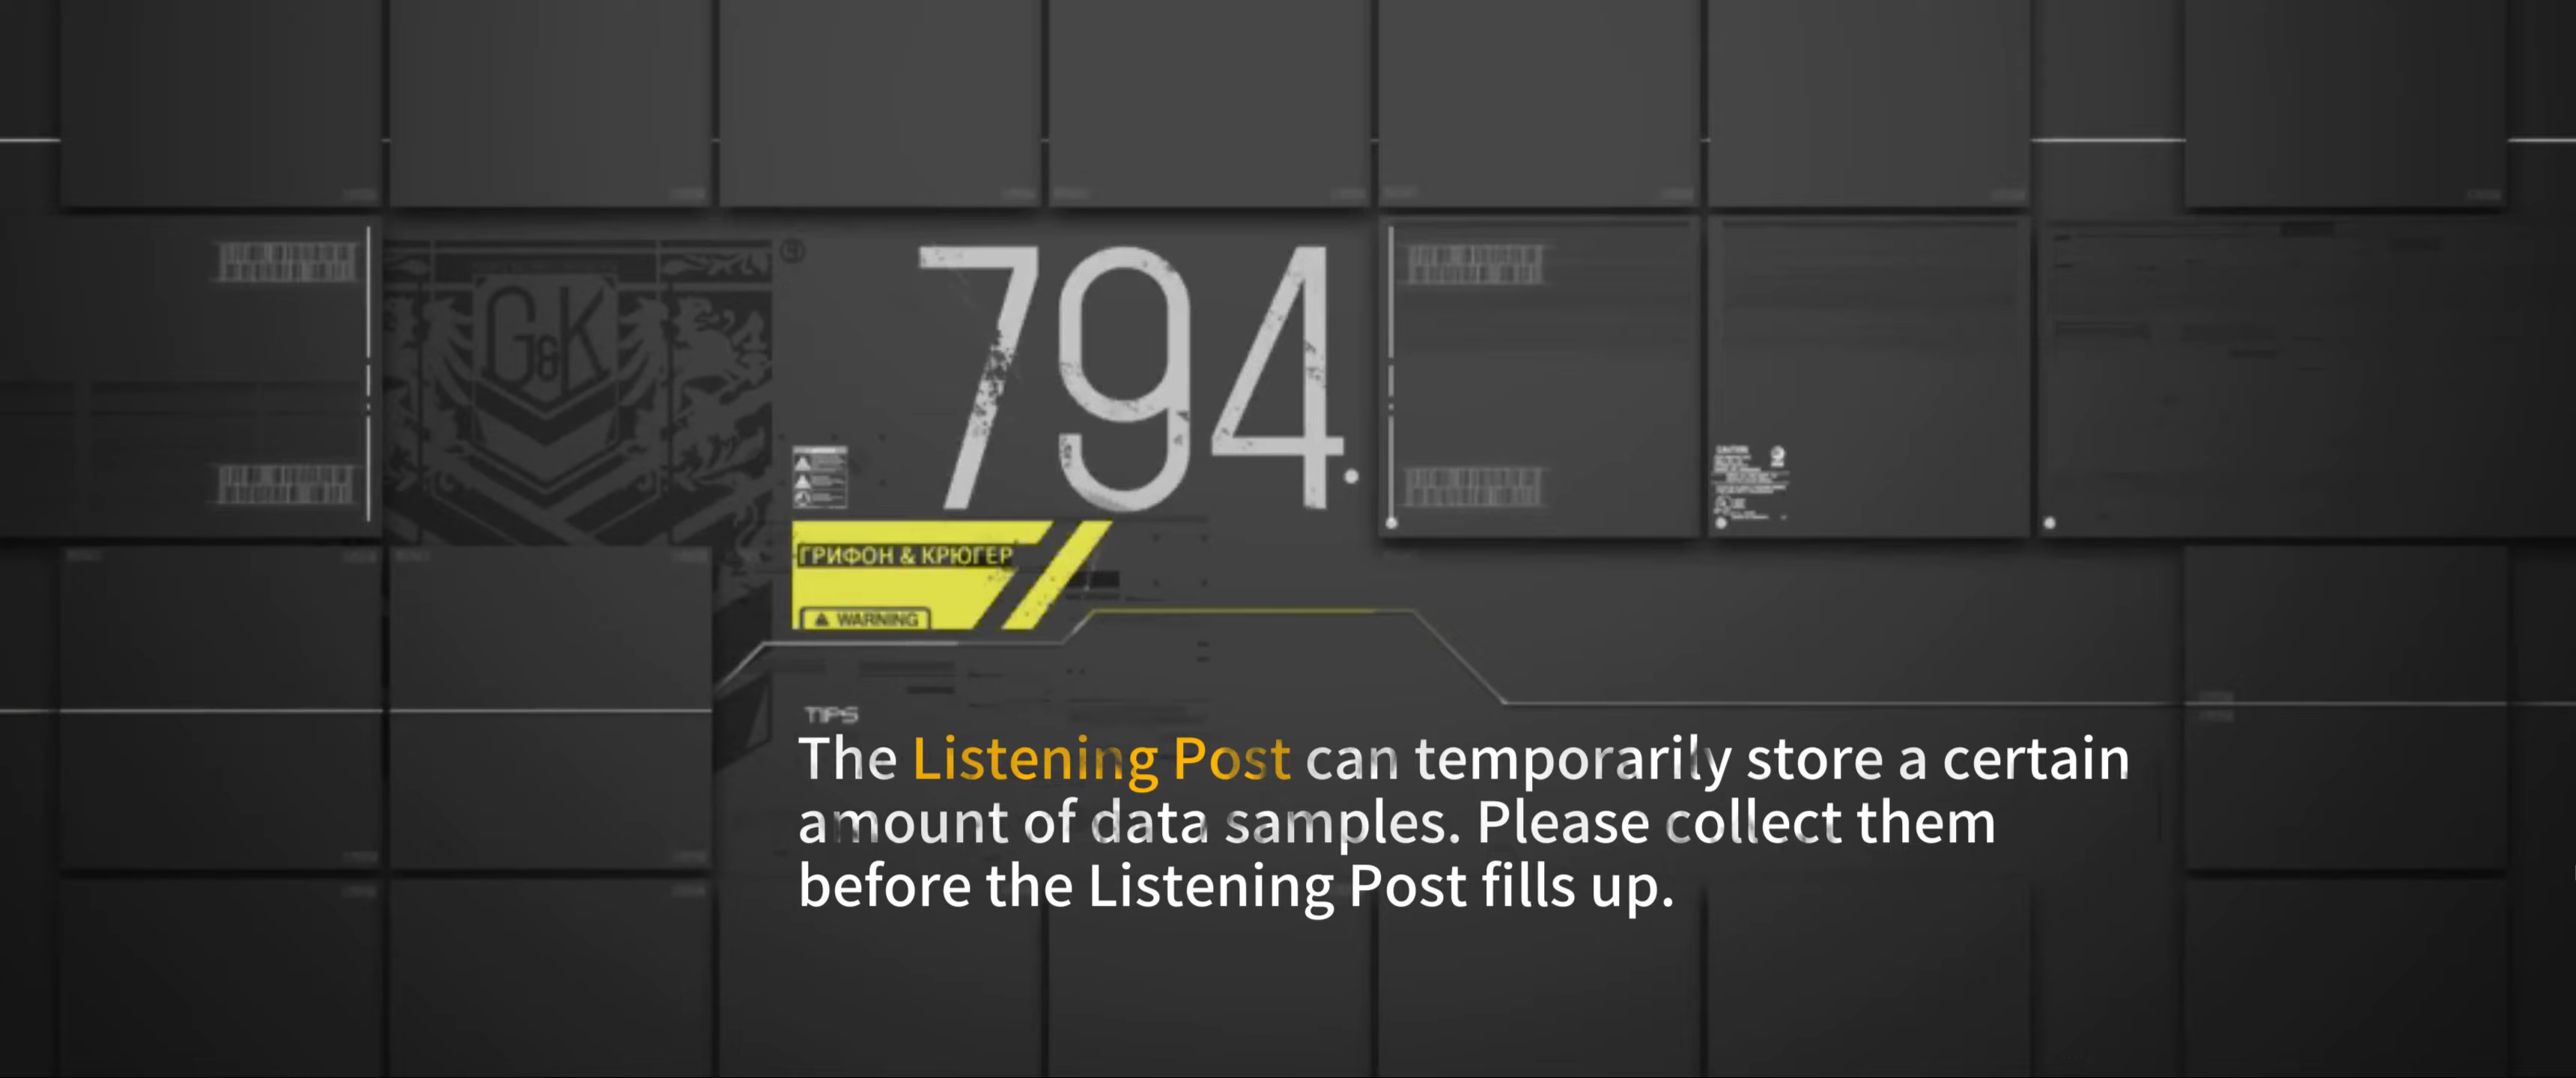 G&K
794.
ГРИФОН & КРЮГЕР
WARNING
TIPS
The Listening Post can temporarily store a certain
amount of data samples. Please collect them
before the Listening Post fills up.